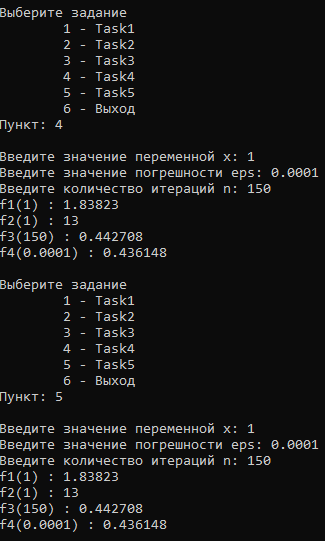 Выберите задание
1 - Task1
2 - Task2
3 - Task3
4 - Task4
5 - Task5
6 - Выход
Пункт: 4
Введите значение переменной x: 1
Введите значение погрешности eps: 0.0001
Введите количество итераций n: 150
f1(1) : 1.83823
f2(1) : 13
f3(150) : 0.442708
f4(0.0001) : 0.436148
Выберите задание
1 - Task1
2 - Task2
3 - Task3
4 - Task4
5 - Task5
6 - Выход
Пункт: 5
Введите значение переменной x: 1
Введите значение погрешности eps: 0.0001
Введите количество итераций n: 150
f1(1) : 1.83823
f2(1) : 13
f3(150) : 0.442708
f4(0.0001) : 0.436148